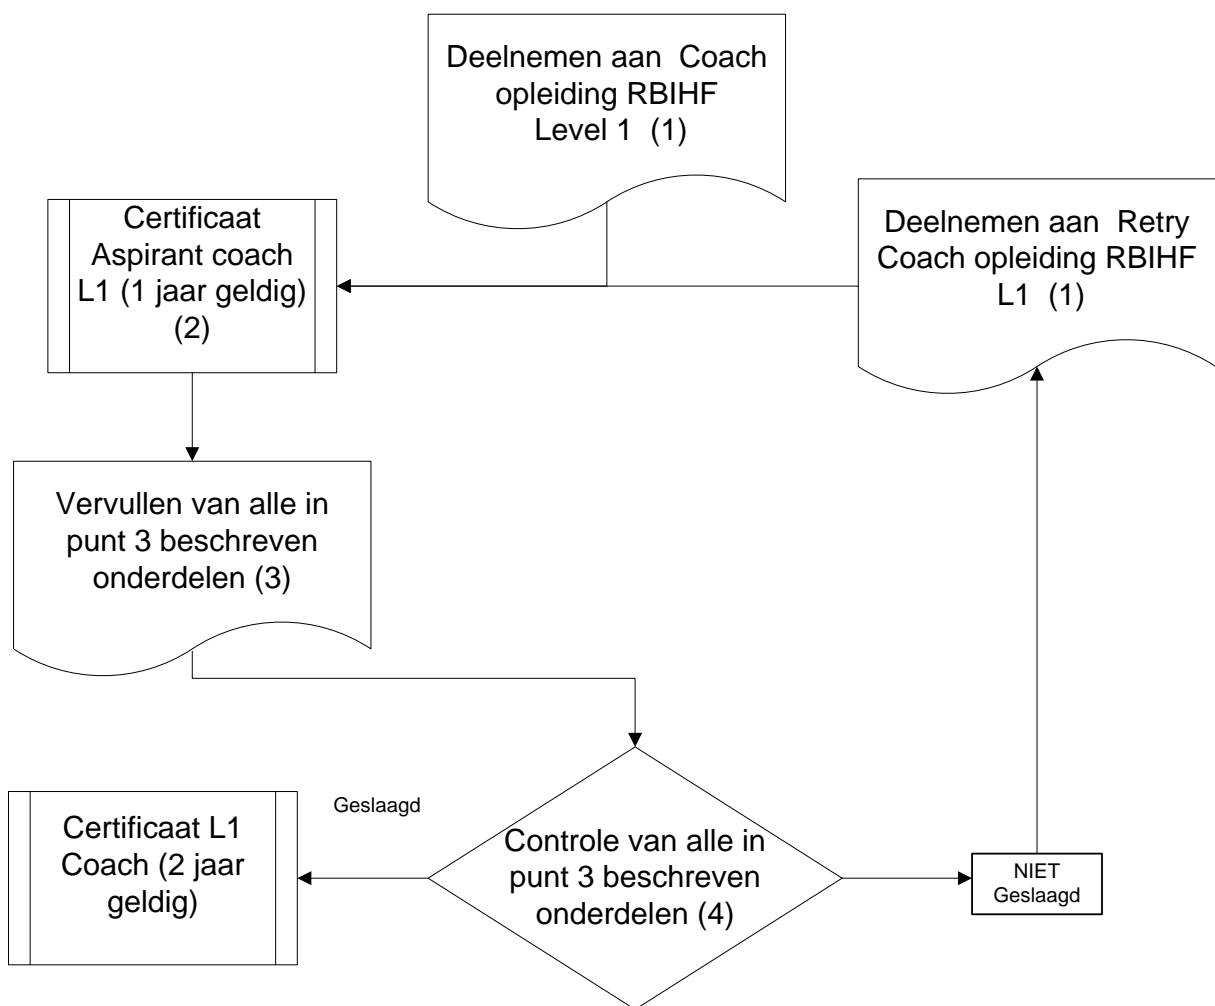 Deelnemen aan  Coach
opleiding RBIHF
Level 1  (1)
Certificaat
Aspirant coach
L1 (1 jaar geldig)
(2)
Deelnemen aan  Retry
Coach opleiding RBIHF
L1  (1)
Vervullen van alle in
punt 3 beschreven
onderdelen (3)
Geslaagd
Certificaat L1
Coach (2 jaar
geldig)
Controle van alle in
punt 3 beschreven
onderdelen (4)
NIET
Geslaagd